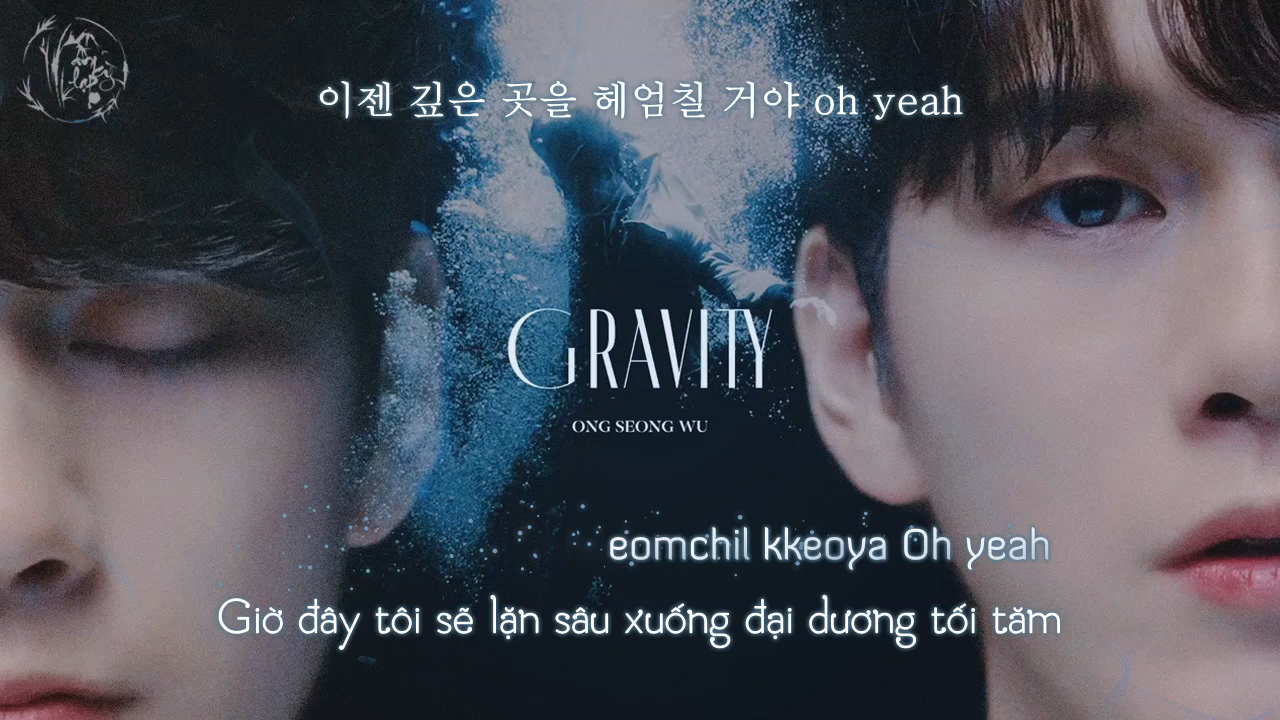 이젠 깊은 곳을 헤엄칠 거야 oh yeah
GRAVITY
ONG SEONG WU
eomchil kkeoya Oh yeah
Giờ đây tôi sẽ lặn sâu xuống đại dương tối tăm